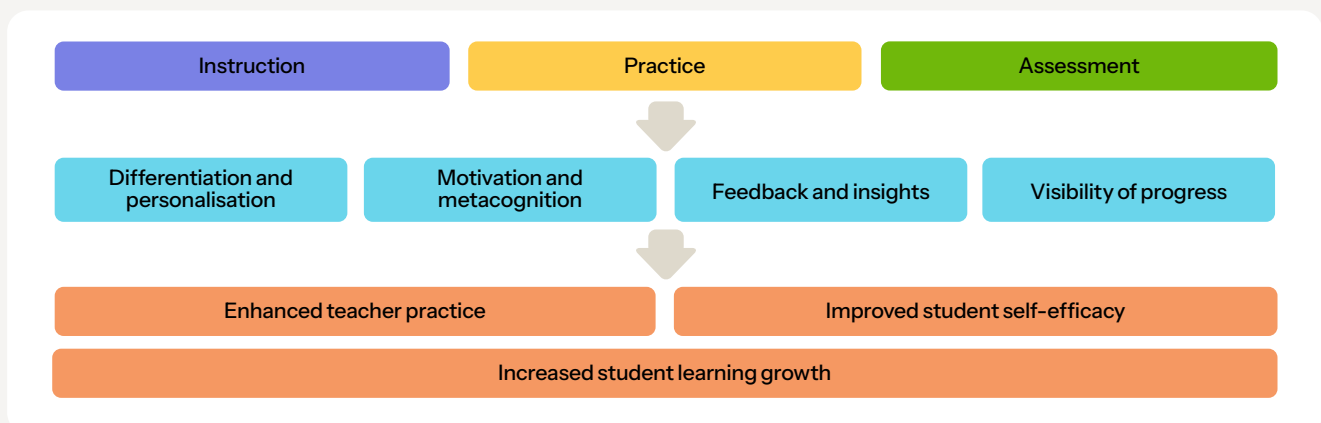 Instruction
Practice
Assessment
Differentiation and
personalisation
Motivation and
metacognition
Feedback and insights
Visibility of progress
Enhanced teacher practice
Improved student self-efficacy
Increased student learning growth